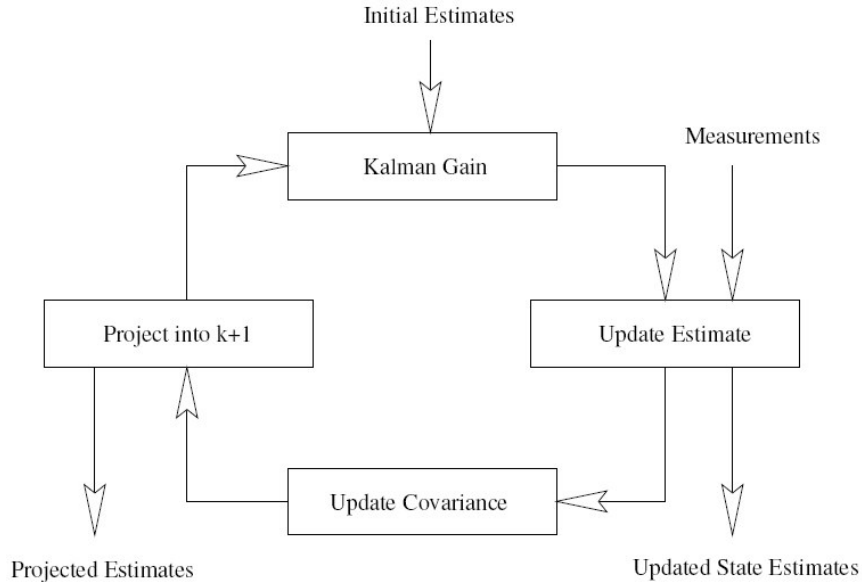 Initial Estimates
Measurements
Kalman Gain
Project into k+1
Update Estimate
Update Covariance
Projected Estimates
Updated State Estimates